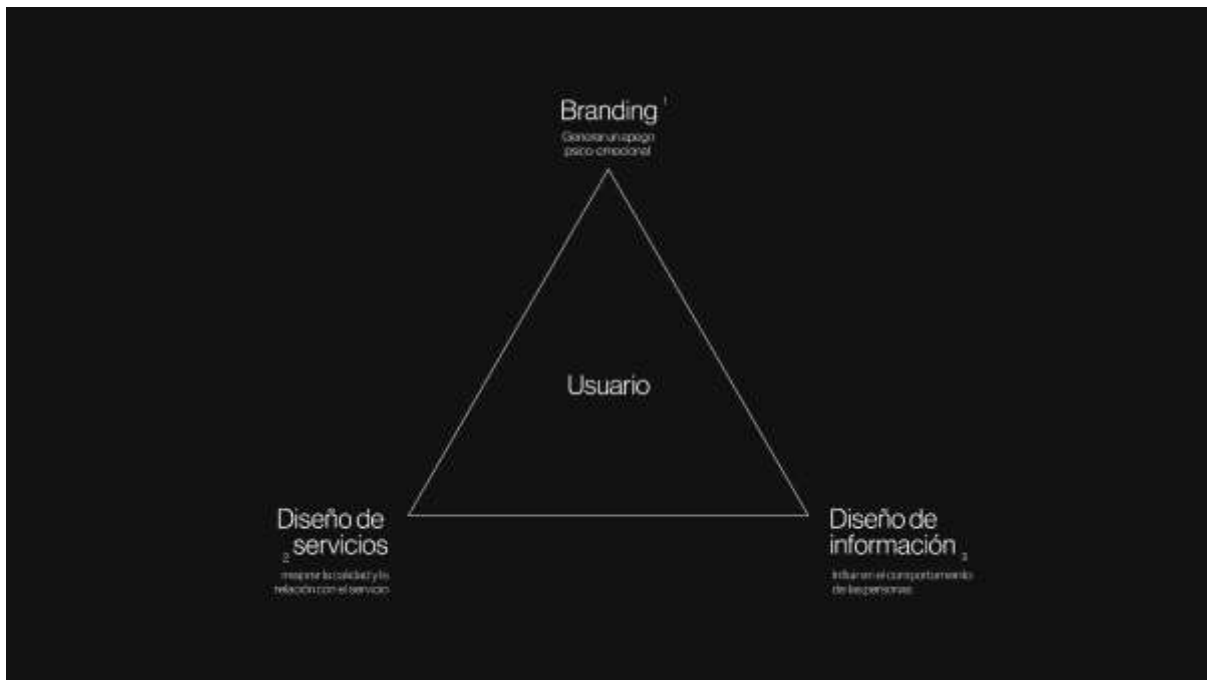 Branding 1
Generar un apego
psico-emocional
Usuario
Diseño de
2 servicios
mejorar la calidad y la
relación con el servicio
Diseño de
información 3
Influir en el comportamiento
de las personas